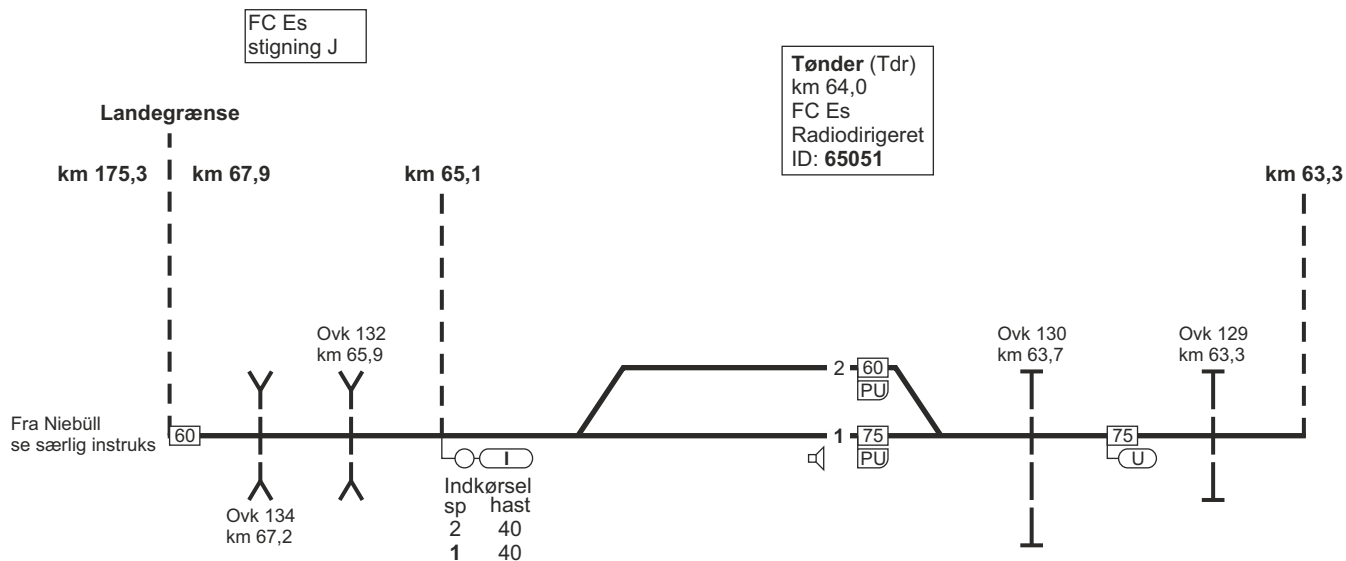 FC Es
stigning J
Tønder (Tdr)
km 64,0
FC Es
Radiodirigeret
ID: 65051
Landegrænse
km 175,3
km 67,9
km 65,1
km 63,3
Ovk 132
km 65,9
Ovk 130
km 63,7
Ovk 129
km 63,3
2
60
PU
Fra Niebüll
se særlig instruks
60
1
75
PU
75
U
I
Indkørsel
sp hast
2 40
1 40
Ovk 134
km 67,2